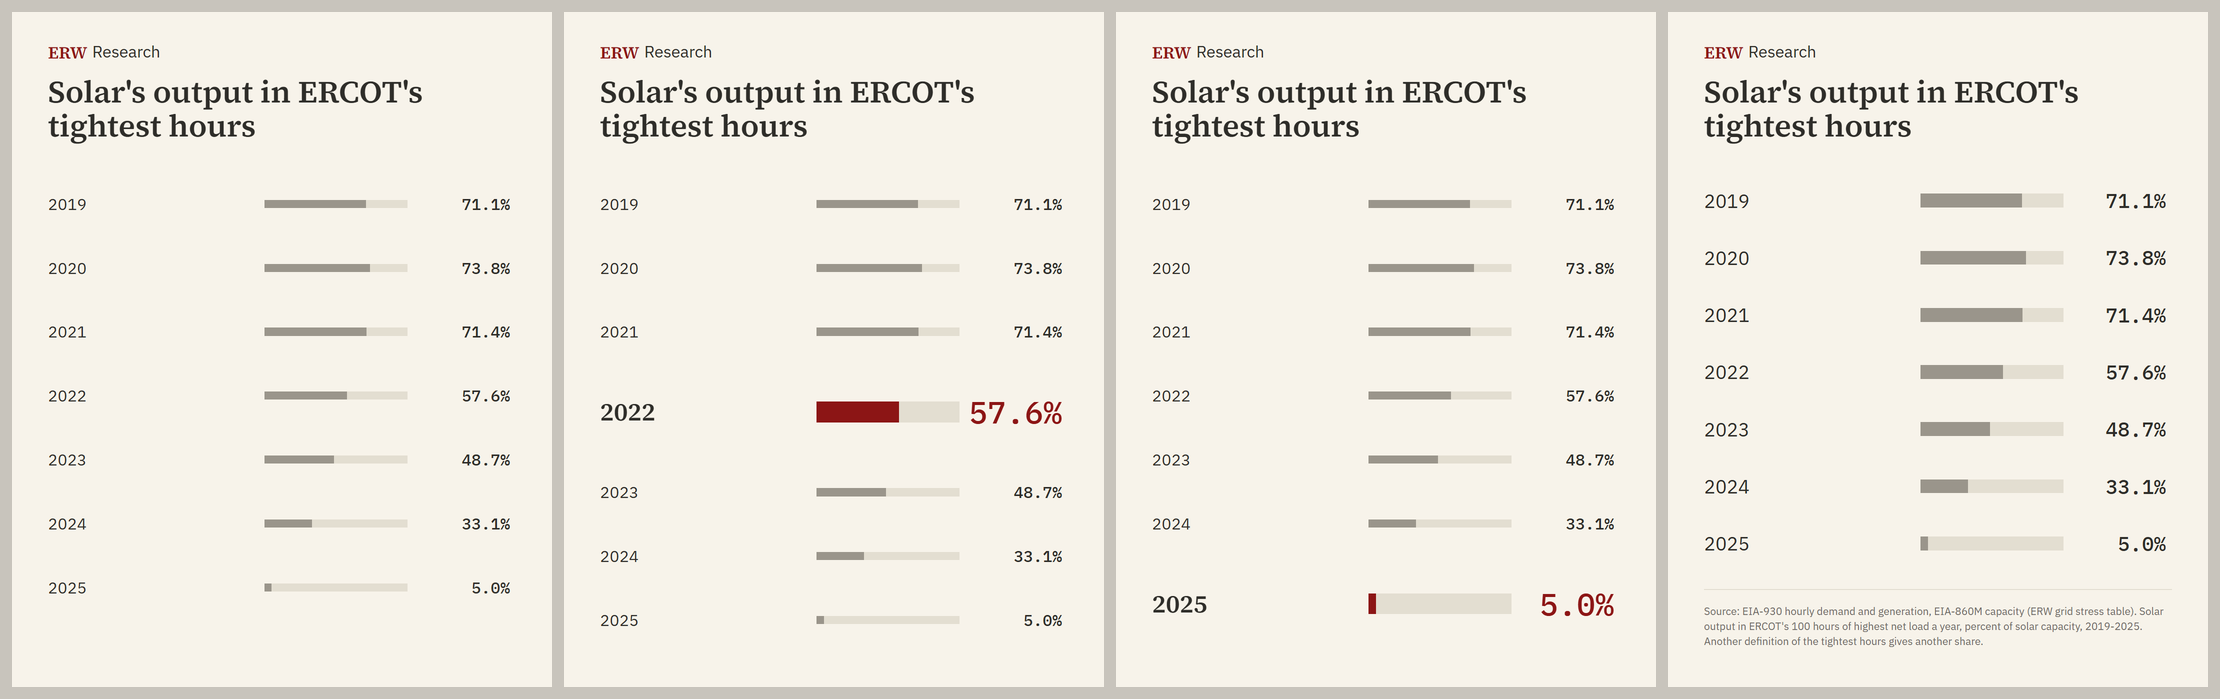 ERW Research
Solar's output in ERCOT's
tightest hours
2019 71.1%
2020 73.8%
2021 71.4%
2022 57.6%
2023 48.7%
2024 33.1%
2025 5.0%
ERW Research
Solar's output in ERCOT's
tightest hours
2019 71.1%
2020 73.8%
2021 71.4%
2022 57.6%
2023 48.7%
2024 33.1%
2025 5.0%
ERW Research
Solar's output in ERCOT's
tightest hours
2019 71.1%
2020 73.8%
2021 71.4%
2022 57.6%
2023 48.7%
2024 33.1%
2025 5.0%
ERW Research
Solar's output in ERCOT's
tightest hours
2019 71.1%
2020 73.8%
2021 71.4%
2022 57.6%
2023 48.7%
2024 33.1%
2025 5.0%
Source: EIA-930 hourly demand and generation, EIA-860M capacity (ERW grid stress table). Solar
output in ERCOT's 100 hours of highest net load a year, percent of solar capacity, 2019-2025.
Another definition of the tightest hours gives another share.